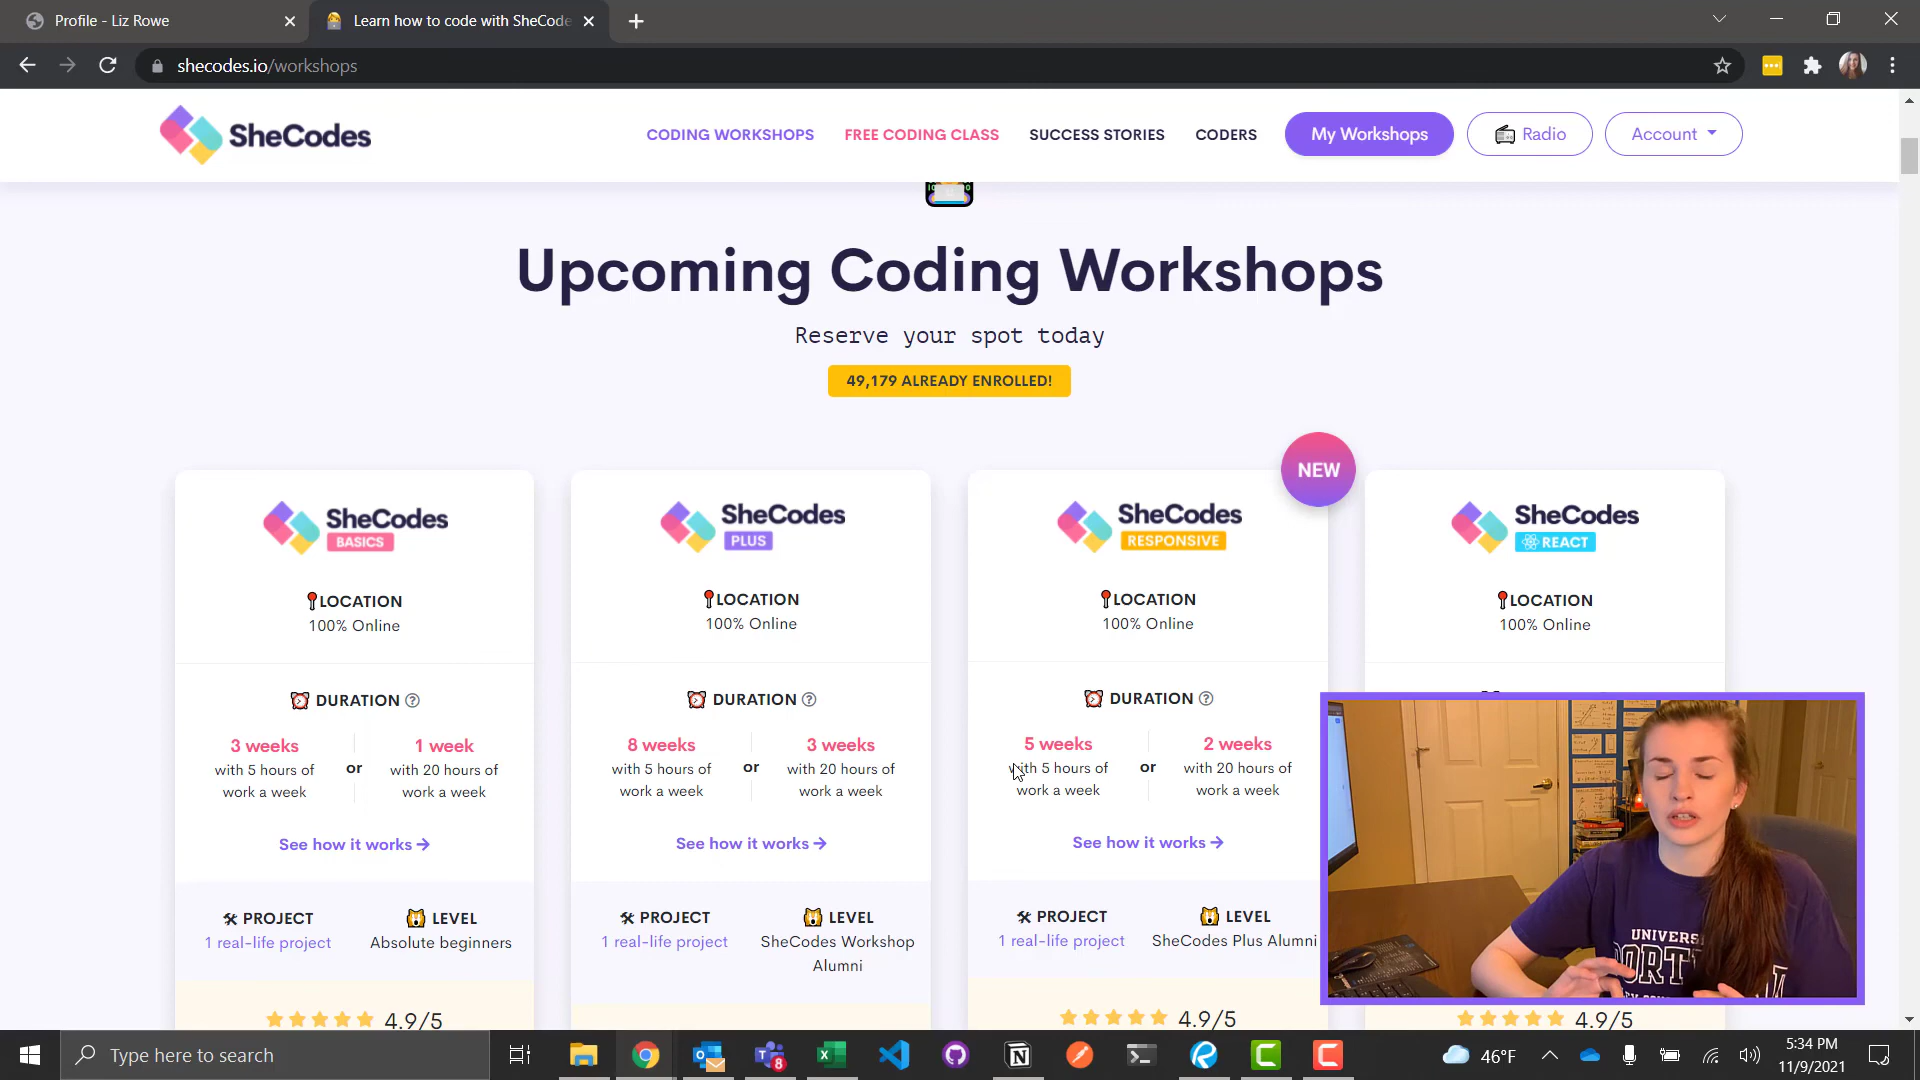 Profile - Liz Rowe
Learn how to code with SheCode
shecodes.io/workshops
SheCodes
CODING WORKSHOPS
FREE CODING CLASS
SUCCESS STORIES
CODERS
My Workshops
Radio
Account
Upcoming Coding Workshops
Reserve your spot today
49,179 ALREADY ENROLLED!
NEW
SheCodes
BASICS
LOCATION
100% Online
DURATION
3 weeks
with 5 hours of
work a week
or
1 week
with 20 hours of
work a week
See how it works →
PROJECT
1 real-life project
LEVEL
Absolute beginners
4.9/5
SheCodes
PLUS
LOCATION
100% Online
DURATION
8 weeks
with 5 hours of
work a week
or
3 weeks
with 20 hours of
work a week
See how it works →
PROJECT
1 real-life project
LEVEL
SheCodes Workshop
Alumni
SheCodes
RESPONSIVE
LOCATION
100% Online
DURATION
5 weeks
with 5 hours of
work a week
or
2 weeks
with 20 hours of
work a week
See how it works →
PROJECT
1 real-life project
LEVEL
SheCodes Plus Alumni
4.9/5
SheCodes
REACT
LOCATION
100% Online
4.9/5
UNIVERS
PORT
Type here to search
8
46°F
5:34 PM
11/9/2021